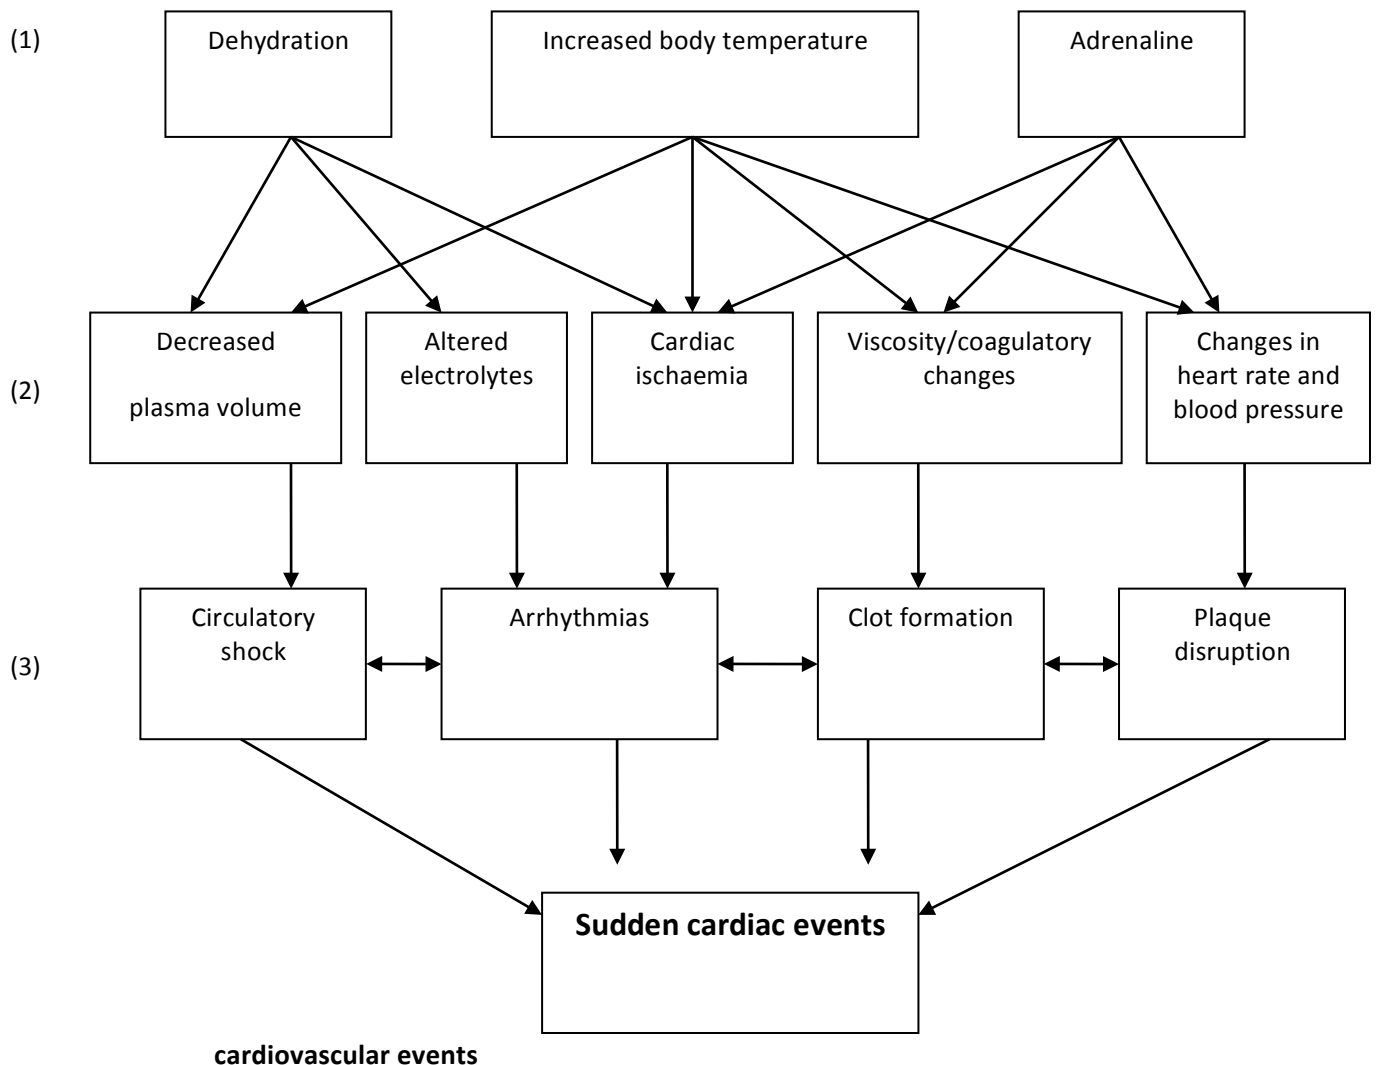 (1)
Dehydration
Increased body temperature
Adrenaline
(2)
Decreased
plasma volume
Altered
electrolytes
Cardiac
ischaemia
Viscosity/coagulatory
changes
Changes in
heart rate and
blood pressure
(3)
Circulatory
shock
Arrhythmias
Clot formation
Plaque
disruption
Sudden cardiac events
cardiovascular events